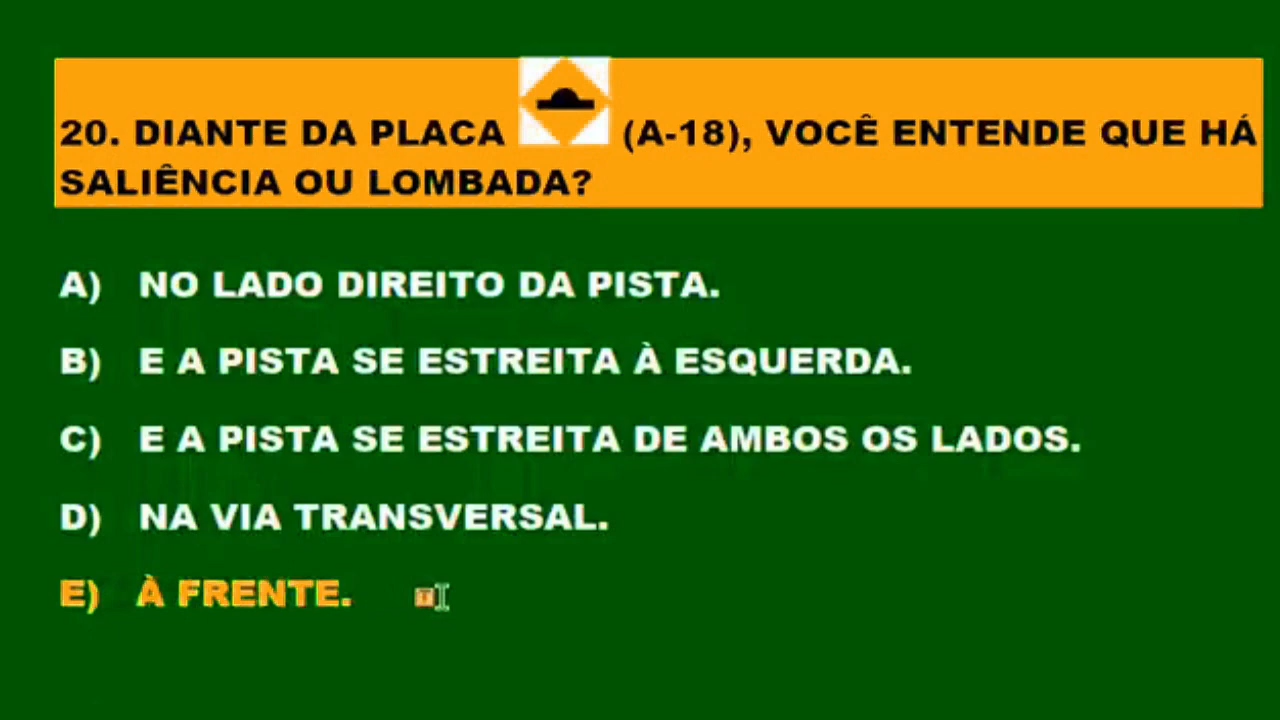 20. DIANTE DA PLACA (A-18), VOCÊ ENTENDE QUE HÁ
SALIÊNCIA OU LOMBADA?
A) NO LADO DIREITO DA PISTA.
B) E A PISTA SE ESTREITA À ESQUERDA.
C) E A PISTA SE ESTREITA DE AMBOS OS LADOS.
D) NA VIA TRANSVERSAL.
E) À FRENTE.